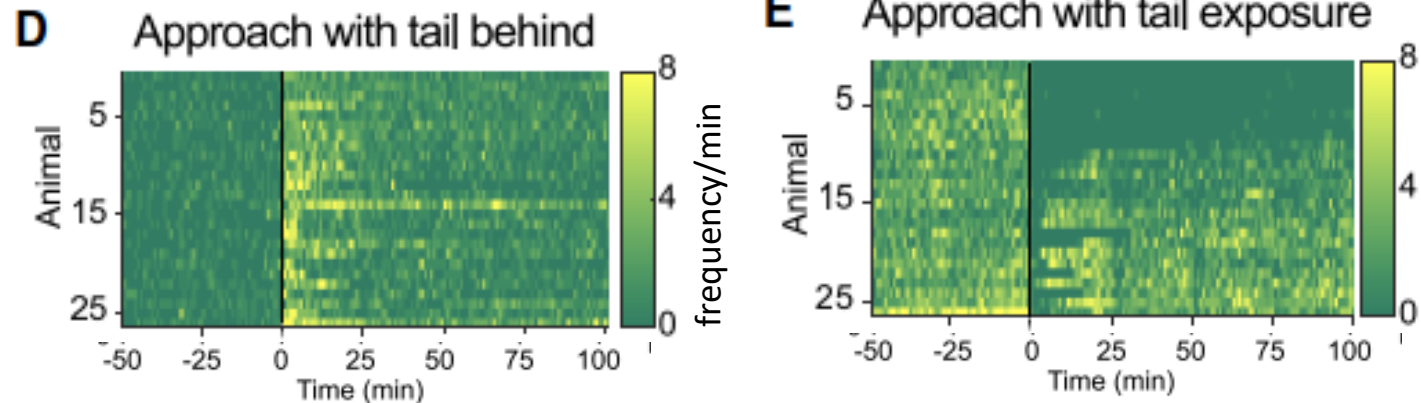 D
Approach with tail behind
Animal
5
15
25
-50 -25 0 25 50 75 100
Time (min)
8
4
0
frequency/min
E
Approach with tail exposure
Animal
5
15
25
-50 -25 0 25 50 75 100
Time (min)
8
4
0